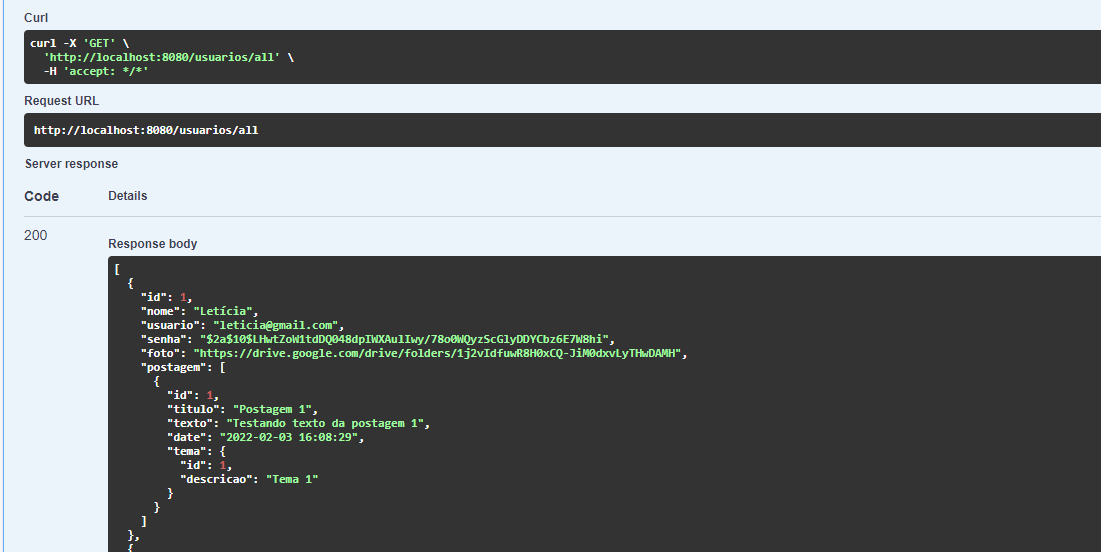 Curl
curl -X 'GET' \
'http://localhost:8080/usuarios/all' \
-H 'accept: */*'
Request URL
http://localhost:8080/usuarios/all
Server response
Code Details
200
Response body
[
{
"id": 1,
"nome": "Letícia",
"usuario": "leticia@gmail.com",
"senha": "$2a$10$LHwtZoW1tdDQ048dpIWXAulIwy/78o0WQyzScGlyDDYCbz6E7W8hi",
"foto": "https://drive.google.com/drive/folders/1j2vIdfuwR8H0xCQ-JiM0dxvLyTHwDAMH",
"postagem": [
{
"id": 1,
"titulo": "Postagem 1",
"texto": "Testando texto da postagem 1",
"date": "2022-02-03 16:08:29",
"tema": {
"id": 1,
"descricao": "Tema 1"
}
}
]
},
{